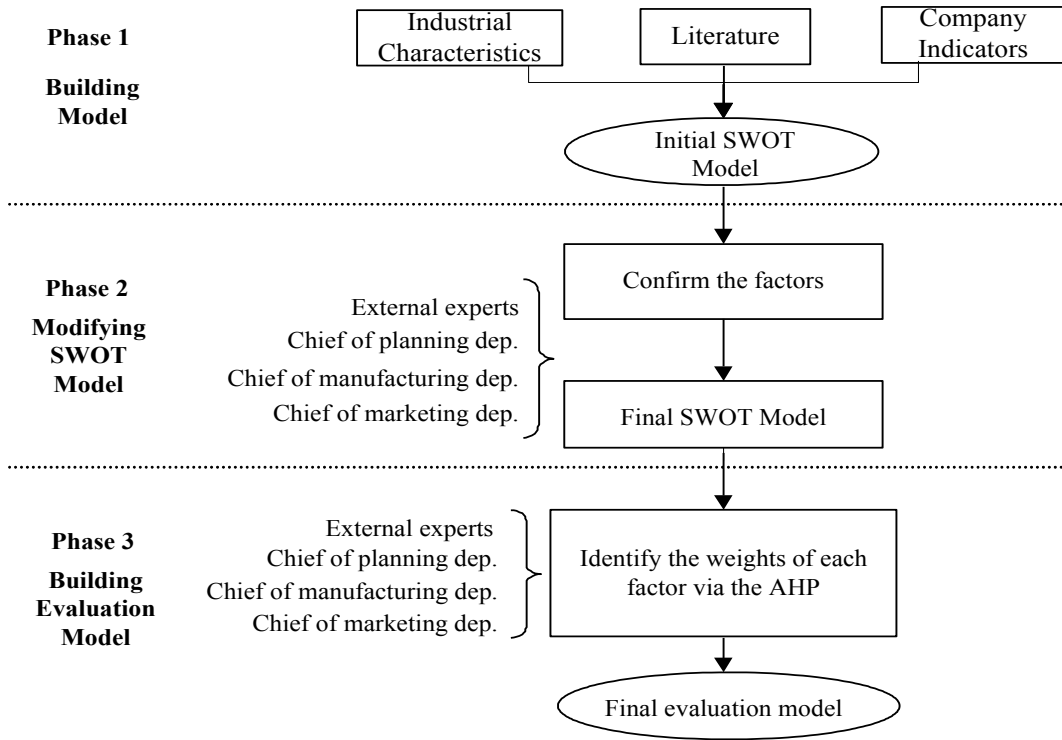 Phase 1
Building
Model
Industrial
Characteristics
Literature
Company
Indicators
Initial SWOT
Model
Phase 2
Modifying
SWOT
Model
External experts
Chief of planning dep.
Chief of manufacturing dep.
Chief of marketing dep.
Confirm the factors
Final SWOT Model
Phase 3
Building
Evaluation
Model
External experts
Chief of planning dep.
Chief of manufacturing dep.
Chief of marketing dep.
Identify the weights of each
factor via the AHP
Final evaluation model